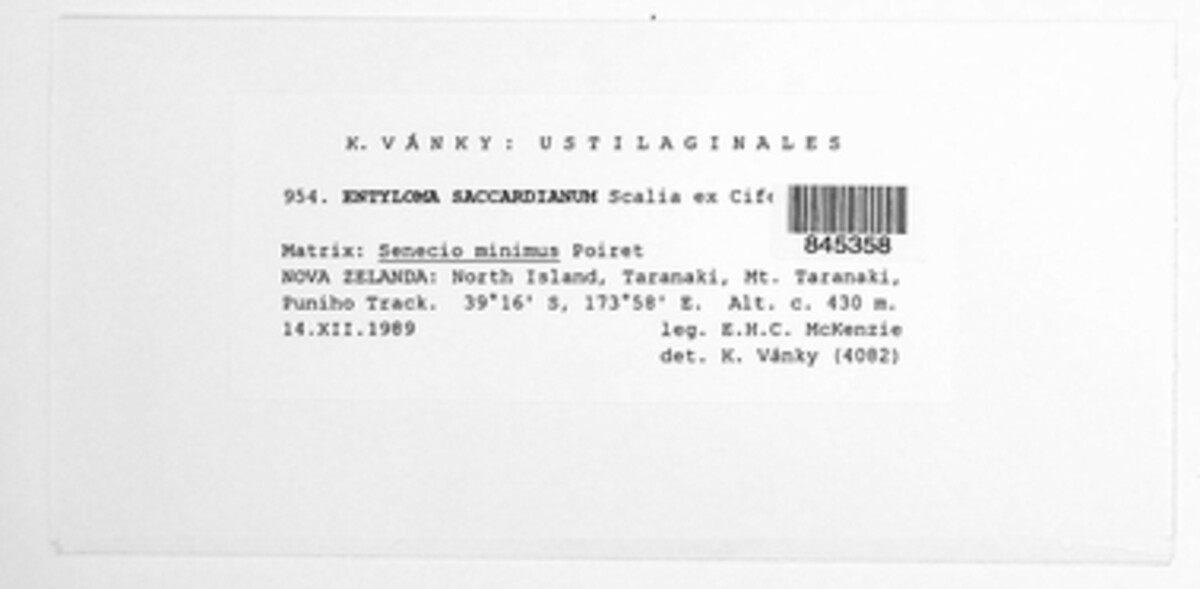 K. VÁNKY: USTILAGINALES
954. ENTYLOMA SACCARDIANUM Scalia ex
845358
Matrix: Senecio minimus Poiret
NOVA ZELANDA: North Island, Taranaki, Mt. Taranaki,
Puniho Track. 39°16' S, 173°58' E. Alt. c. 430 m.
14.XII.1989 leg. E.H.C. McKenzie
det. K. Vánky (4082)